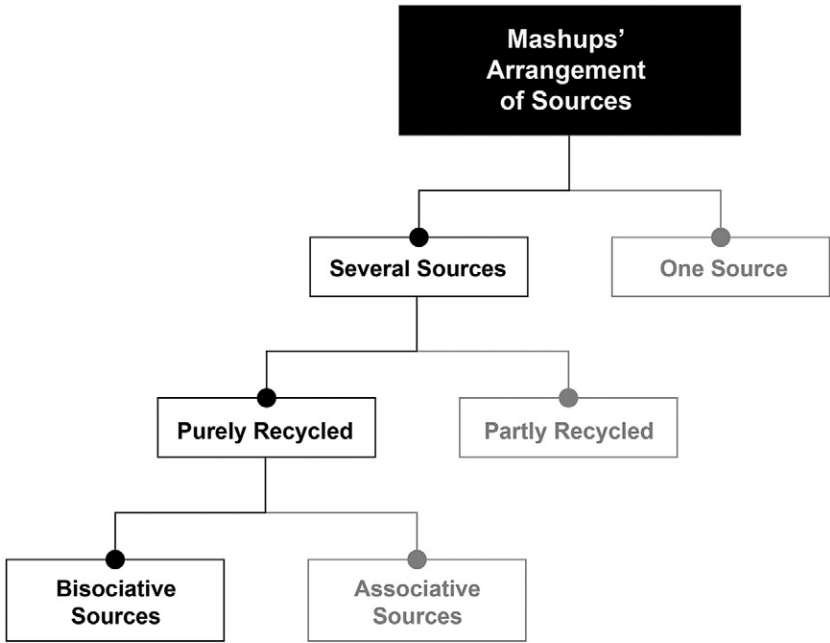 Mashups’
Arrangement
of Sources
Several Sources
One Source
Purely Recycled
Partly Recycled
Bisociative
Sources
Associative
Sources